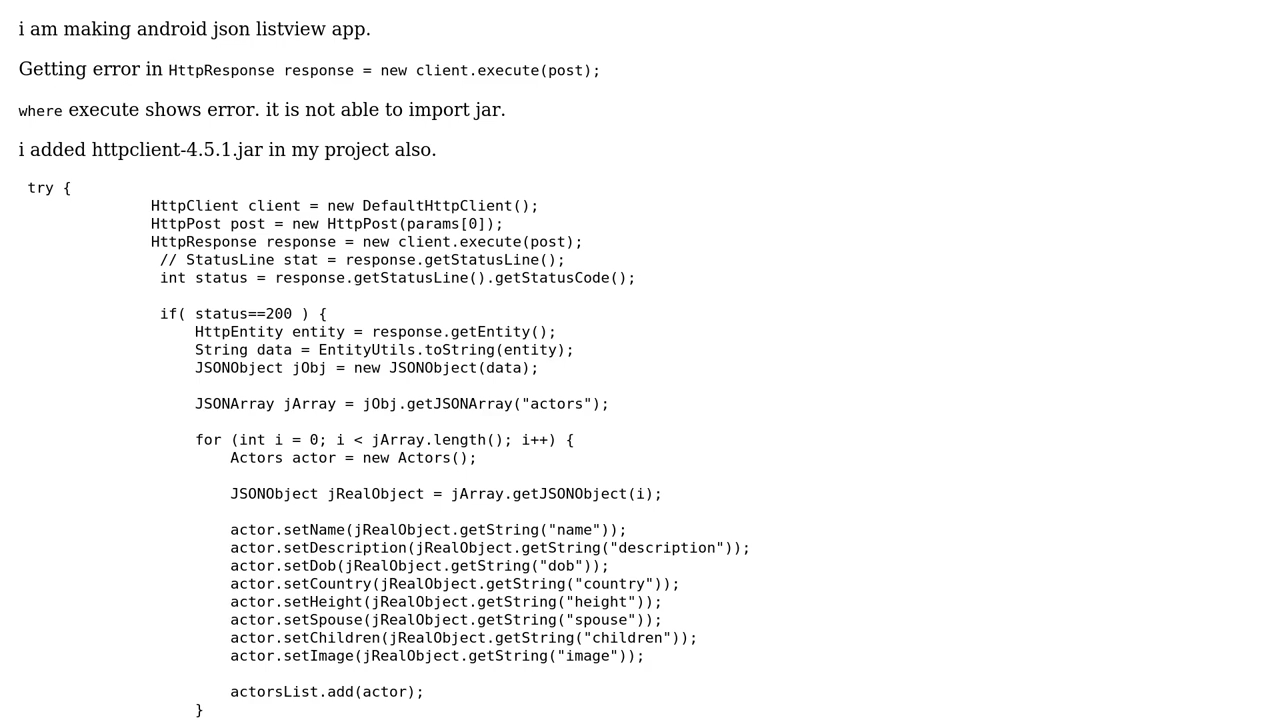 i am making android json listview app.
Getting error in HttpResponse response = new client.execute(post);
where execute shows error. it is not able to import jar.
i added httpclient-4.5.1.jar in my project also.
try {
HttpClient client = new DefaultHttpClient();
HttpPost post = new HttpPost(params[0]);
HttpResponse response = new client.execute(post);
// StatusLine stat = response.getStatusLine();
int status = response.getStatusLine().getStatusCode();
if( status==200 ) {
HttpEntity entity = response.getEntity();
String data = EntityUtils.toString(entity);
JSONObject jObj = new JSONObject(data);
JSONArray jArray = jObj.getJSONArray("actors");
for (int i = 0; i < jArray.length(); i++) {
Actors actor = new Actors();
JSONObject jRealObject = jArray.getJSONObject(i);
actor.setName(jRealObject.getString("name"));
actor.setDescription(jRealObject.getString("description"));
actor.setDob(jRealObject.getString("dob"));
actor.setCountry(jRealObject.getString("country"));
actor.setHeight(jRealObject.getString("height"));
actor.setSpouse(jRealObject.getString("spouse"));
actor.setChildren(jRealObject.getString("children"));
actor.setImage(jRealObject.getString("image"));
actorsList.add(actor);
}